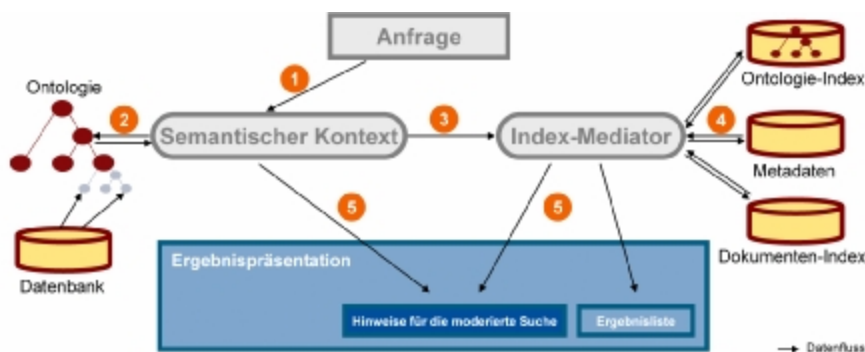 Anfrage
1
Ontologie
Ontologie-Index
2
Semantischer Kontext
3
Index-Mediator
4
Metadaten
5
5
Dokumenten-Index
Ergebnispräsentation
Datenbank
Hinweise für die moderierte Suche
Ergebnisliste
Datenfluss